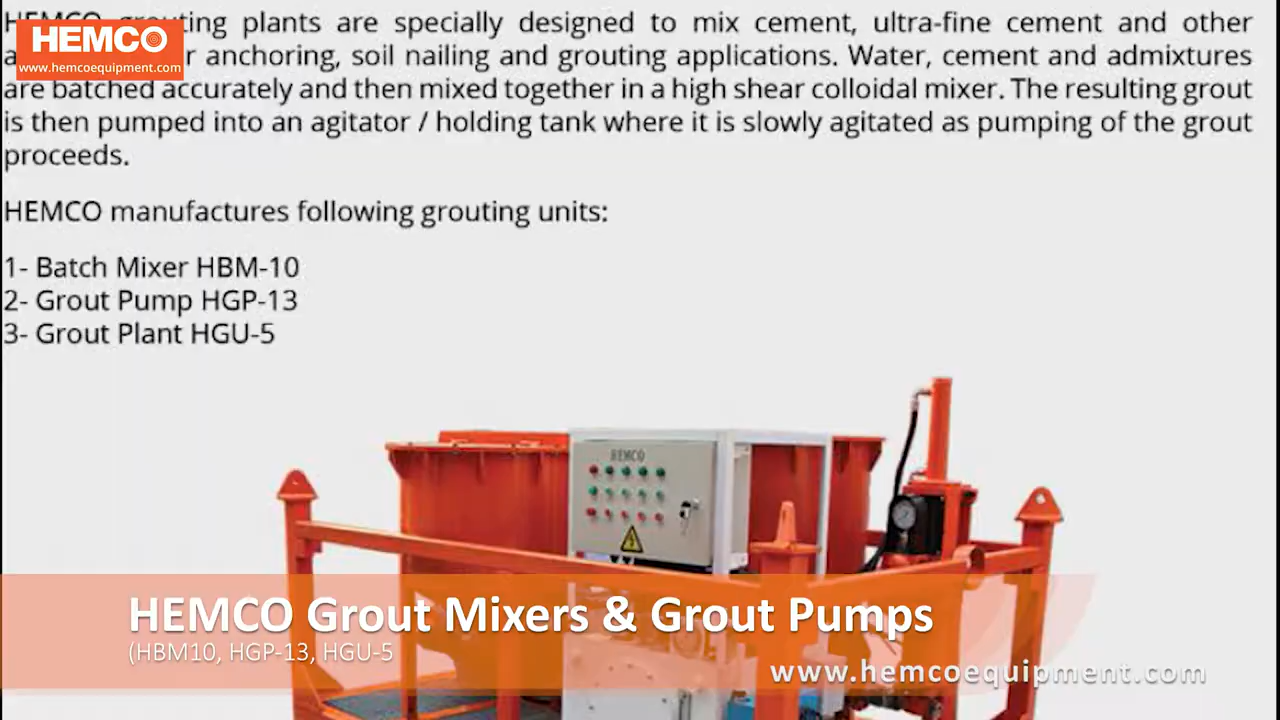 HEMCO grouting plants are specially designed to mix cement, ultra-fine cement and other
HEMCO
www.hemcoequipment.com
anchoring, soil nailing and grouting applications. Water, cement and admixtures
are batched accurately and then mixed together in a high shear colloidal mixer. The resulting grout
is then pumped into an agitator / holding tank where it is slowly agitated as pumping of the grout
proceeds.
HEMCO manufactures following grouting units:
1- Batch Mixer HBM-10
2- Grout Pump HGP-13
3- Grout Plant HGU-5
HEMCO
HEMCO Grout Mixers & Grout Pumps
(HBM10, HGP-13, HGU-5
www.hemcoequipment.com